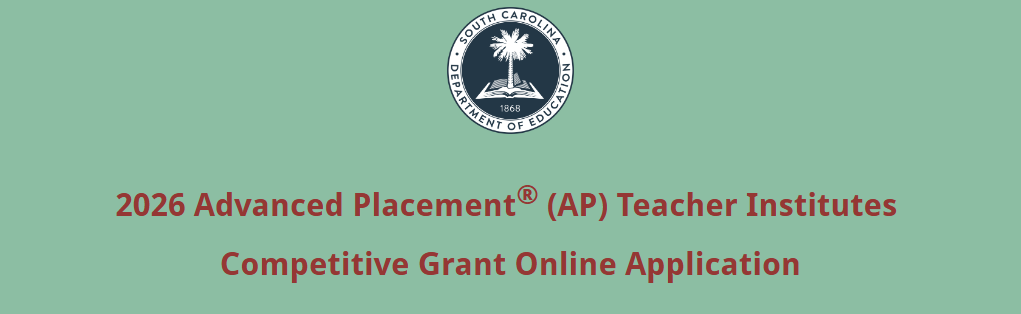 SOUTH CAROLINA
DEPARTMENT OF EDUCATION
1868
2026 Advanced Placement® (AP) Teacher Institutes
Competitive Grant Online Application